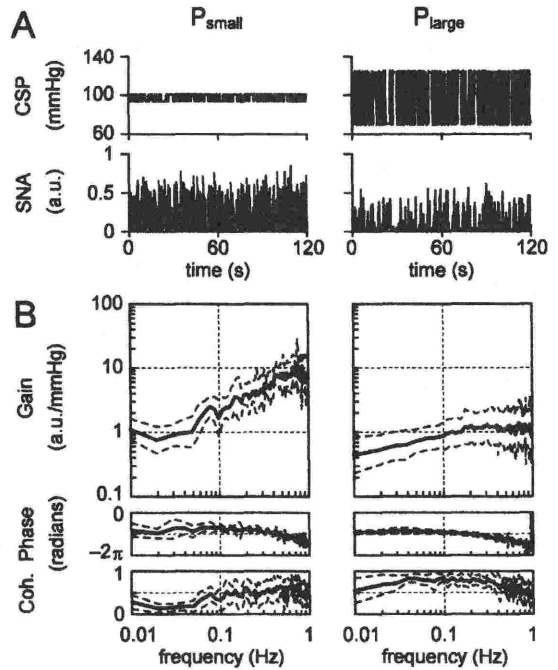 A
P small
P large
CSP (mmHg)
140
100
60
SNA (a.u.)
1
0.5
0
0 60 120
time (s)
0 60 120
time (s)
B
Gain (a.u./mmHg)
100
10
1
0.1
Phase (radians)
0
−2π
Coh.
1
0
0.01 0.1 1
frequency (Hz)
0.01 0.1 1
frequency (Hz)